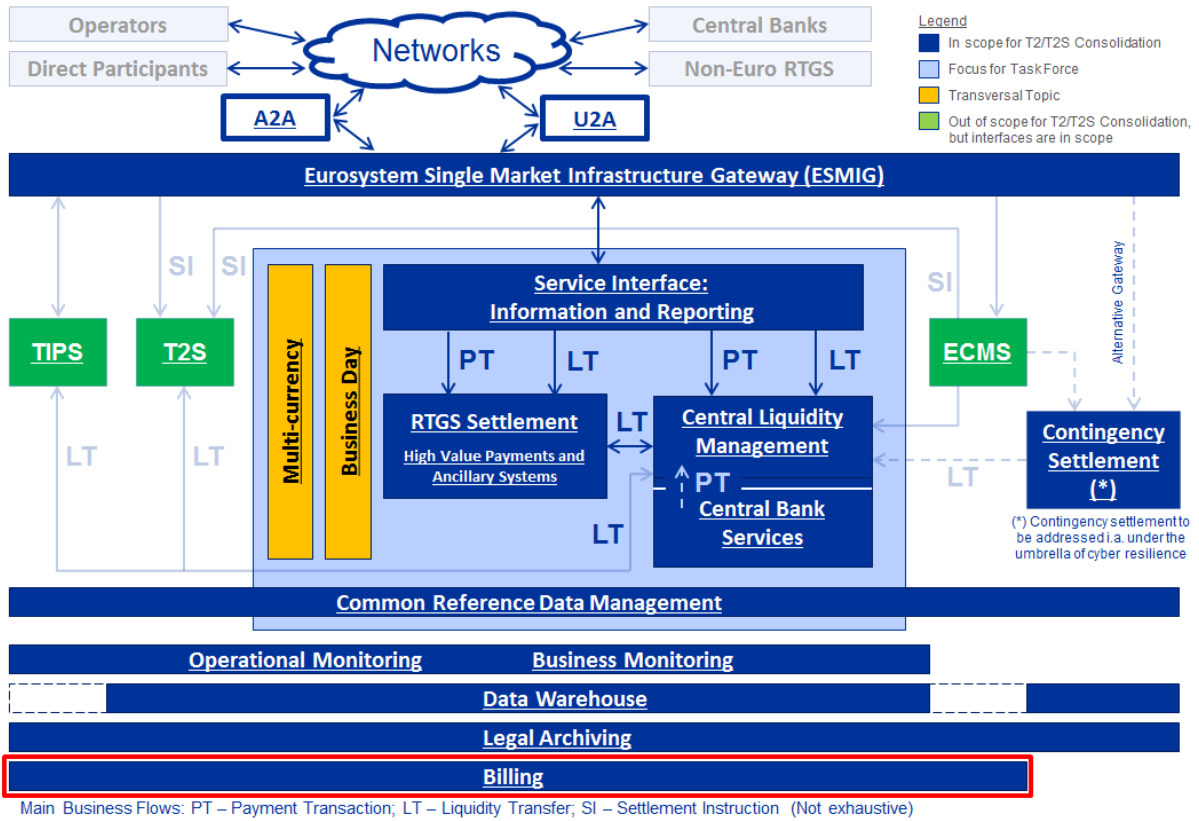 Operators
Direct Participants
Networks
Central Banks
Non-Euro RTGS
Legend
In scope for T2/T2S Consolidation
Focus for Task Force
Transversal Topic
Out of scope for T2/T2S Consolidation,
but interfaces are in scope
A2A
U2A
Eurosystem Single Market Infrastructure Gateway (ESMIG)
SI
SI
SI
Alternative Gateway
Multi-currency
Business Day
Service Interface:
Information and Reporting
TIPS
T2S
ECMS
PT
LT
PT
LT
RTGS Settlement
High Value Payments and
Ancillary Systems
LT
Central Liquidity
Management
PT
Central Bank
Services
Contingency
Settlement
(*)
LT
LT
LT
LT
(*) Contingency settlement to
be addressed i.a. under the
umbrella of cyber resilience
Common Reference Data Management
Operational Monitoring
Business Monitoring
Data Warehouse
Legal Archiving
Billing
Main Business Flows: PT – Payment Transaction; LT – Liquidity Transfer; SI – Settlement Instruction (Not exhaustive)